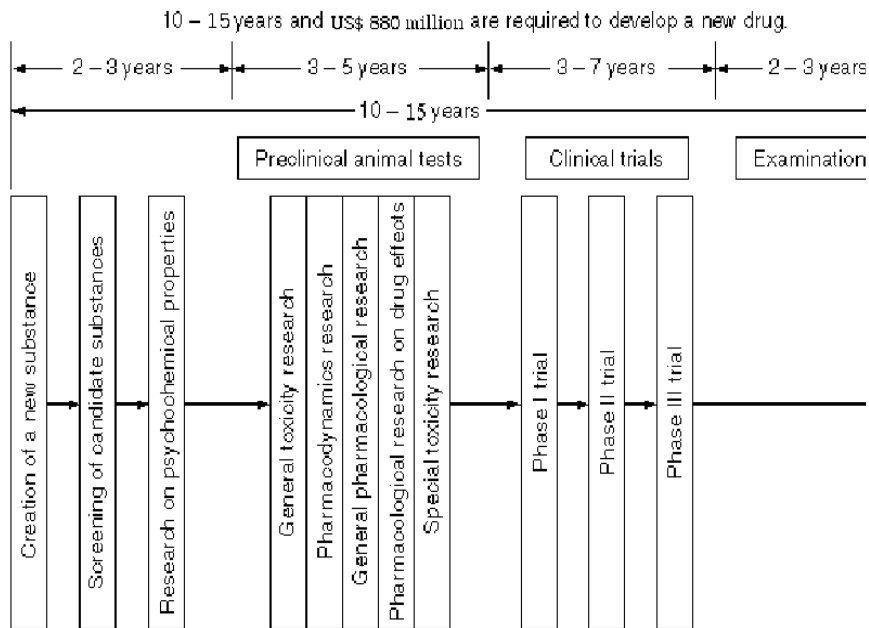 10 – 15 years and US$ 880 million are required to develop a new drug.
2 – 3 years
3 – 5 years
3 – 7 years
2 – 3 years
10 – 15 years
Preclinical animal tests
Clinical trials
Examination
Creation of a new substance
Screening of candidate substances
Research on psychochemical properties
General toxicity research
Pharmacodynamics research
General pharmacological research
Pharmacological research on drug effects
Special toxicity research
Phase I trial
Phase II trial
Phase III trial